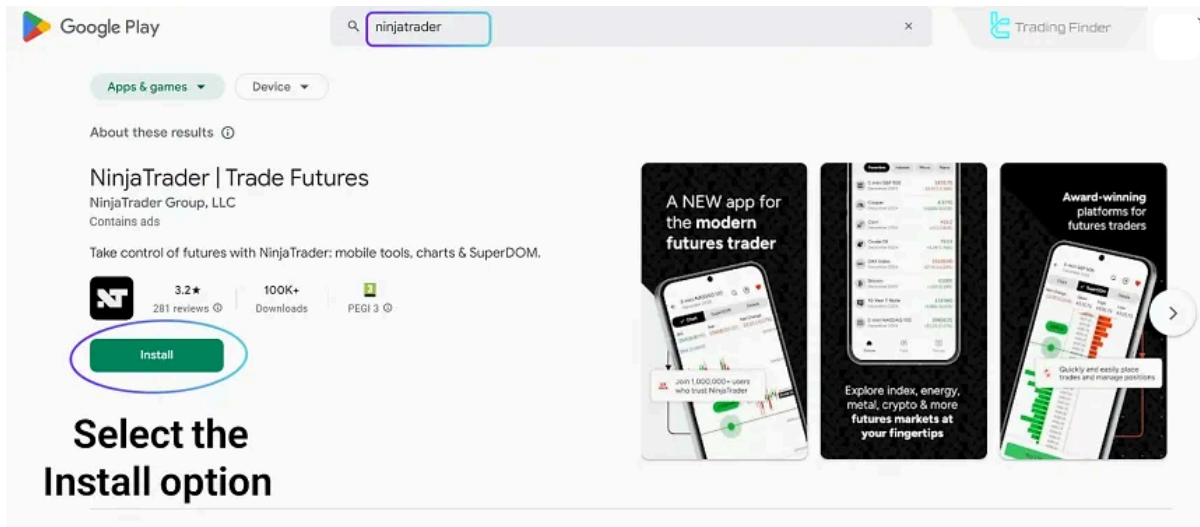 Google Play
ninjatrader
Trading Finder
Apps & games
Device
About these results
NinjaTrader | Trade Futures
NinjaTrader Group, LLC
Contains ads
Take control of futures with NinjaTrader: mobile tools, charts & SuperDOM.
3.2★
281 reviews
100K+
Downloads
3
PEGI 3
Install
Select the
Install option
A NEW app for
the modern
futures trader
Join 1,000,000+ users
who trust NinjaTrader
Explore index, energy,
metal, crypto & more
futures markets at
your fingertips
Award-winning
platforms for
futures traders
Quickly and easily place
trades and manage positions